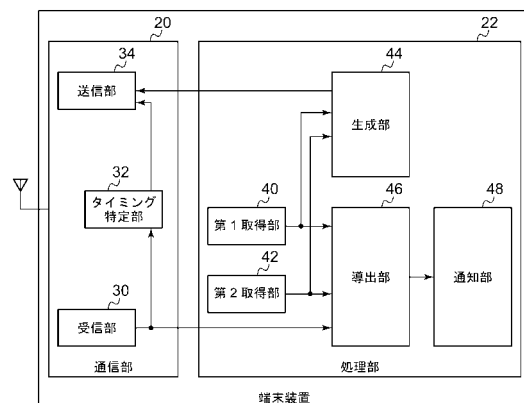 20
22
34
送信部
44
生成部
32
タイミング
特定部
40
第1取得部
46
導出部
48
通知部
42
第2取得部
30
受信部
通信部
処理部
端末装置